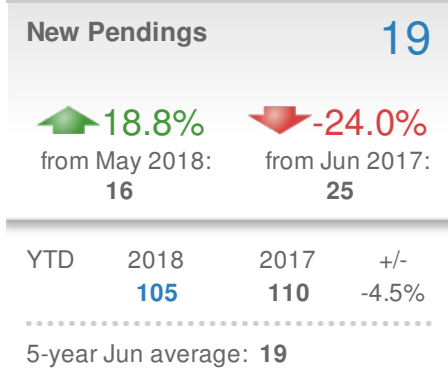 New Pendings 19
18.8% -24.0%
from May 2018: from Jun 2017:
16 25
YTD 2018 2017 +/-
105 110 -4.5%
5-year Jun average: 19